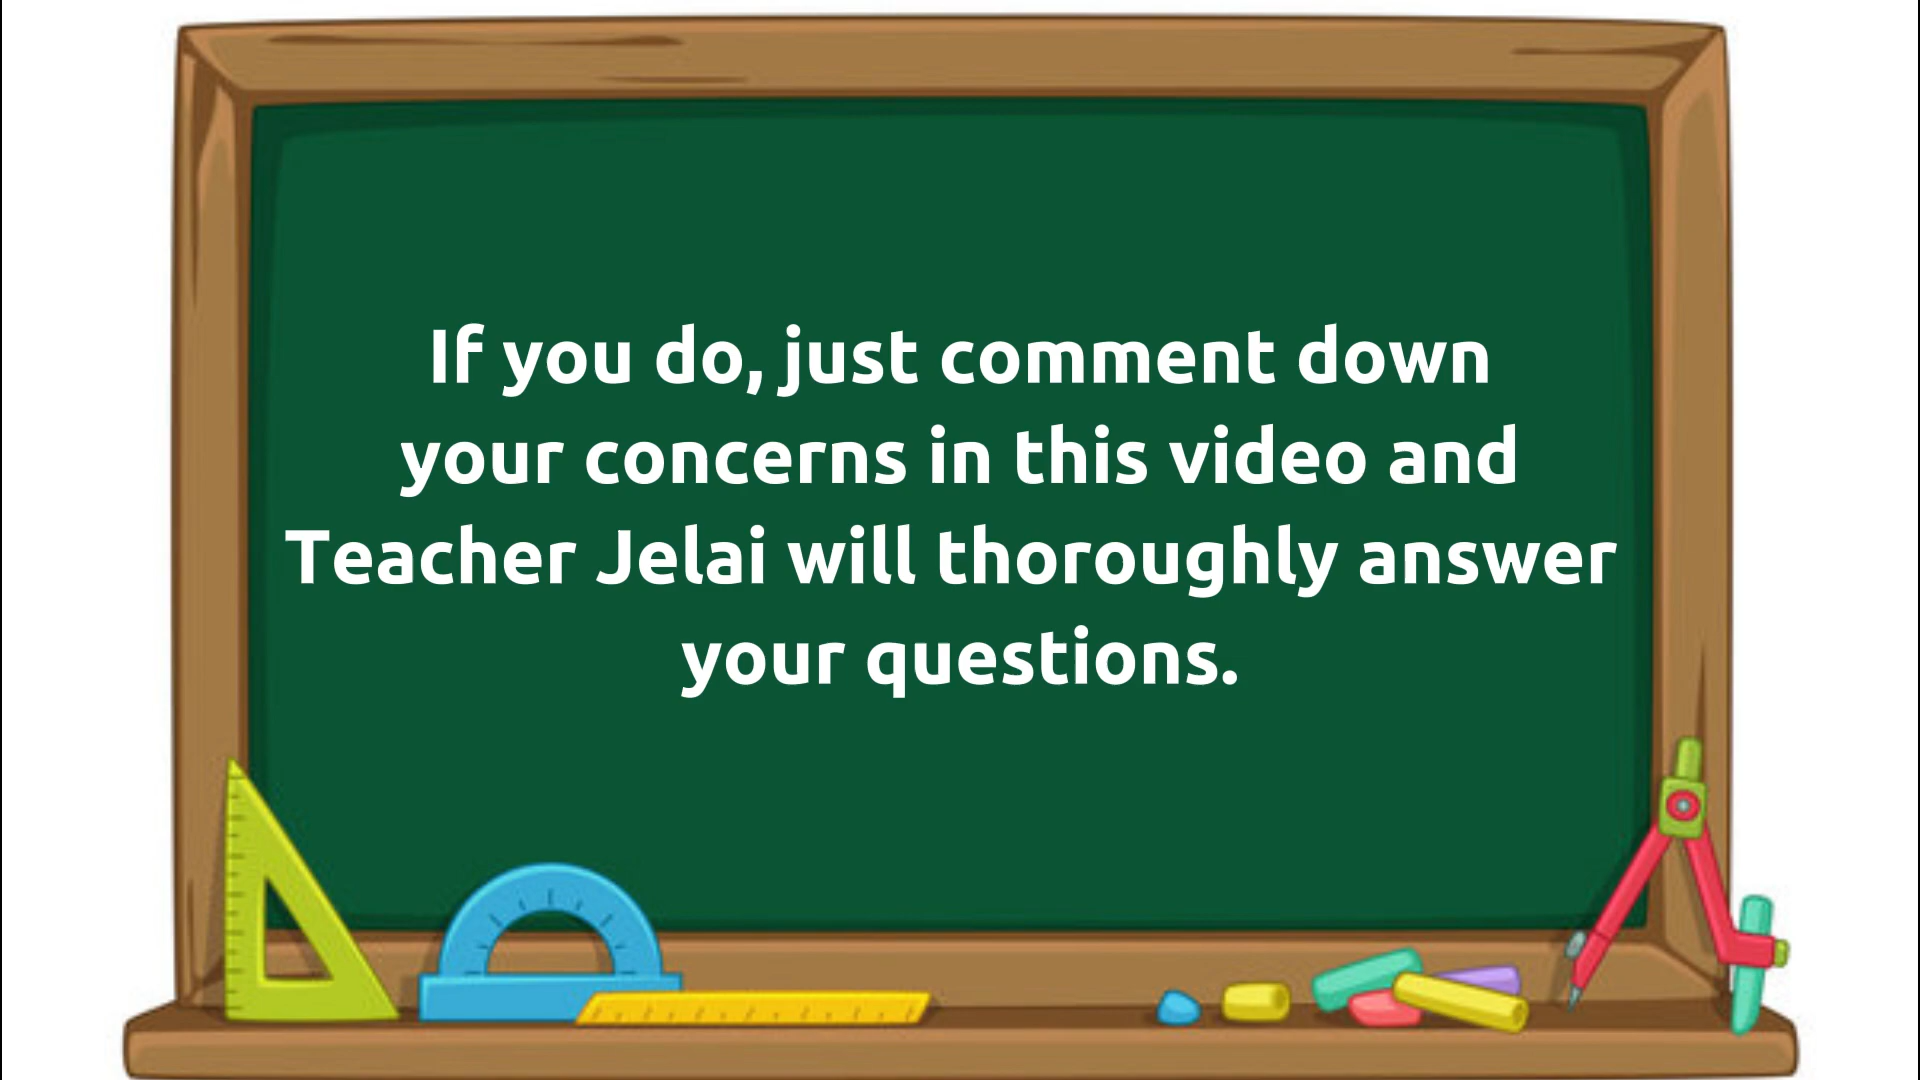 If you do, just comment down
your concerns in this video and
Teacher Jelai will thoroughly answer
your questions.